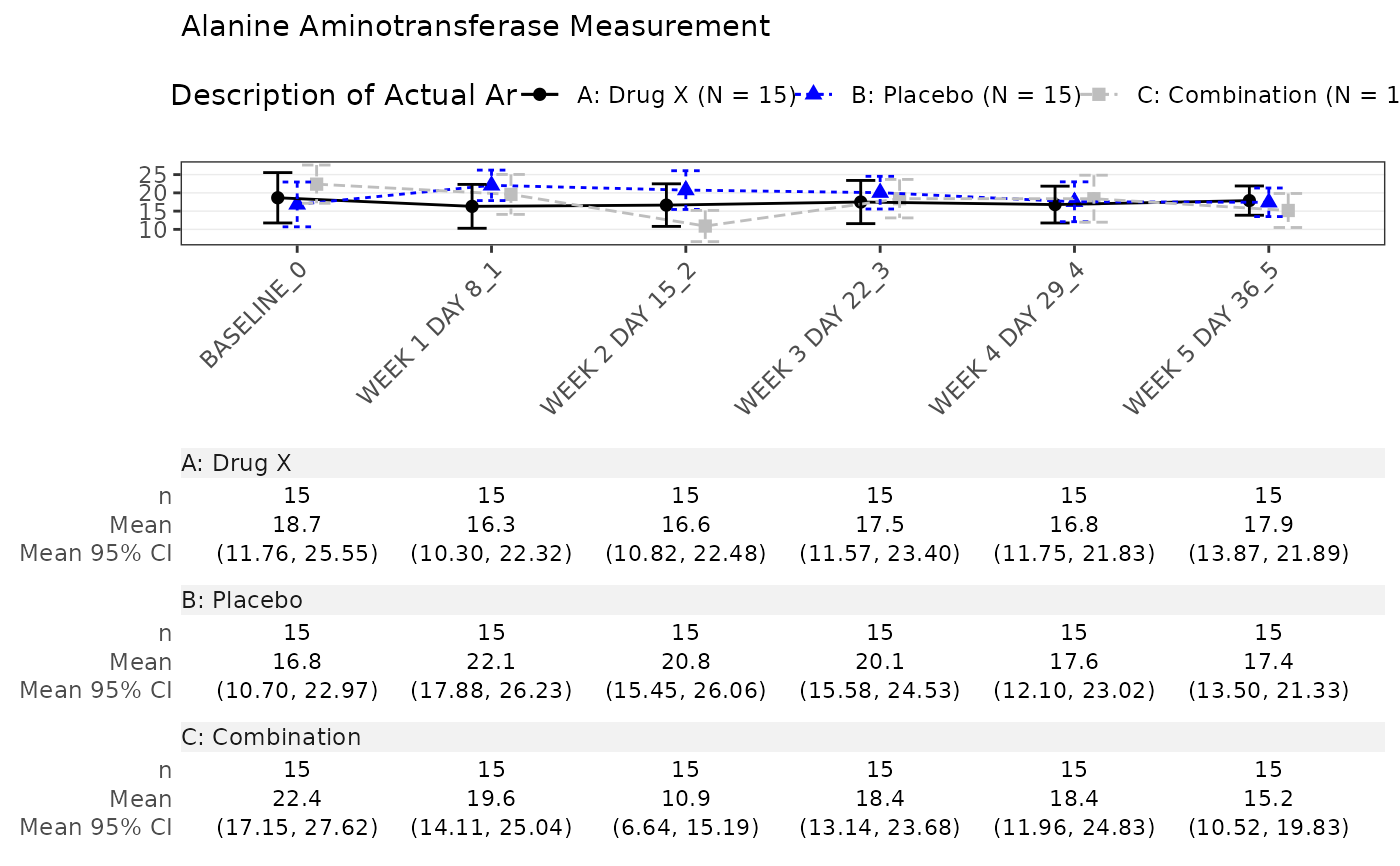 Alanine Aminotransferase Measurement
Description of Actual Ar A: Drug X (N = 15) B: Placebo (N = 15) C: Combination (N = 1
25
20
15
10
BASELINE_0 WEEK 1 DAY 8_1 WEEK 2 DAY 15_2 WEEK 3 DAY 22_3 WEEK 4 DAY 29_4 WEEK 5 DAY 36_5
A: Drug X
n 15 15 15 15 15 15
Mean 18.7 16.3 16.6 17.5 16.8 17.9
Mean 95% CI (11.76, 25.55) (10.30, 22.32) (10.82, 22.48) (11.57, 23.40) (11.75, 21.83) (13.87, 21.89)
B: Placebo
n 15 15 15 15 15 15
Mean 16.8 22.1 20.8 20.1 17.6 17.4
Mean 95% CI (10.70, 22.97) (17.88, 26.23) (15.45, 26.06) (15.58, 24.53) (12.10, 23.02) (13.50, 21.33)
C: Combination
n 15 15 15 15 15 15
Mean 22.4 19.6 10.9 18.4 18.4 15.2
Mean 95% CI (17.15, 27.62) (14.11, 25.04) (6.64, 15.19) (13.14, 23.68) (11.96, 24.83) (10.52, 19.83)